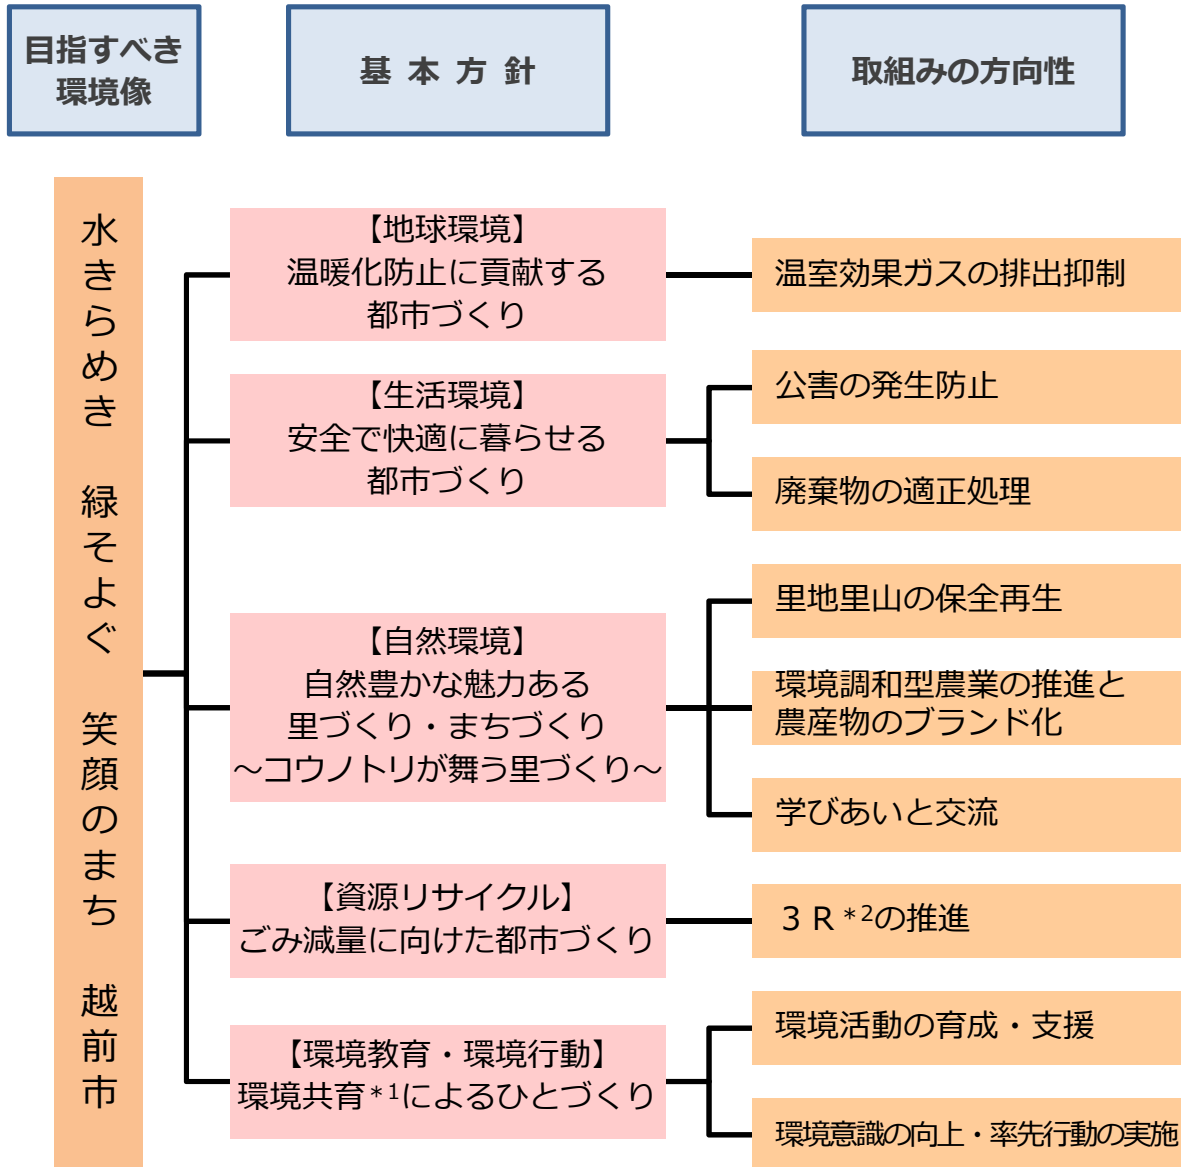 目指すべき
環境像
基本方針
取組みの方向性
水きらめき 緑そよぐ 笑顔のまち 越前市
【地球環境】
温暖化防止に貢献する
都市づくり
温室効果ガスの排出抑制
【生活環境】
安全で快適に暮らせる
都市づくり
公害の発生防止
廃棄物の適正処理
【自然環境】
自然豊かな魅力ある
里づくり・まちづくり
～コウノトリが舞う里づくり～
里地里山の保全再生
環境調和型農業の推進と
農産物のブランド化
学びあいと交流
【資源リサイクル】
ごみ減量に向けた都市づくり
３Ｒ*2の推進
【環境教育・環境行動】
環境共育*1によるひとづくり
環境活動の育成・支援
環境意識の向上・率先行動の実施